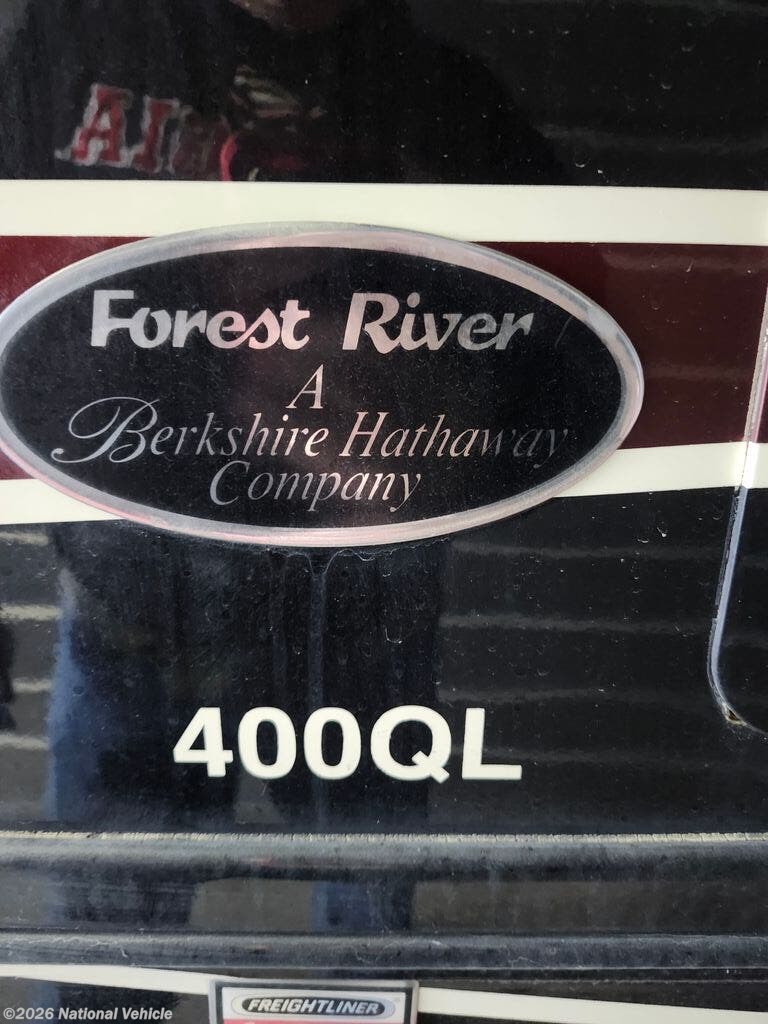 Forest River
A
Berkshire Hathaway
Company
400QL
FREIGHTLINER
©2026 National Vehicle